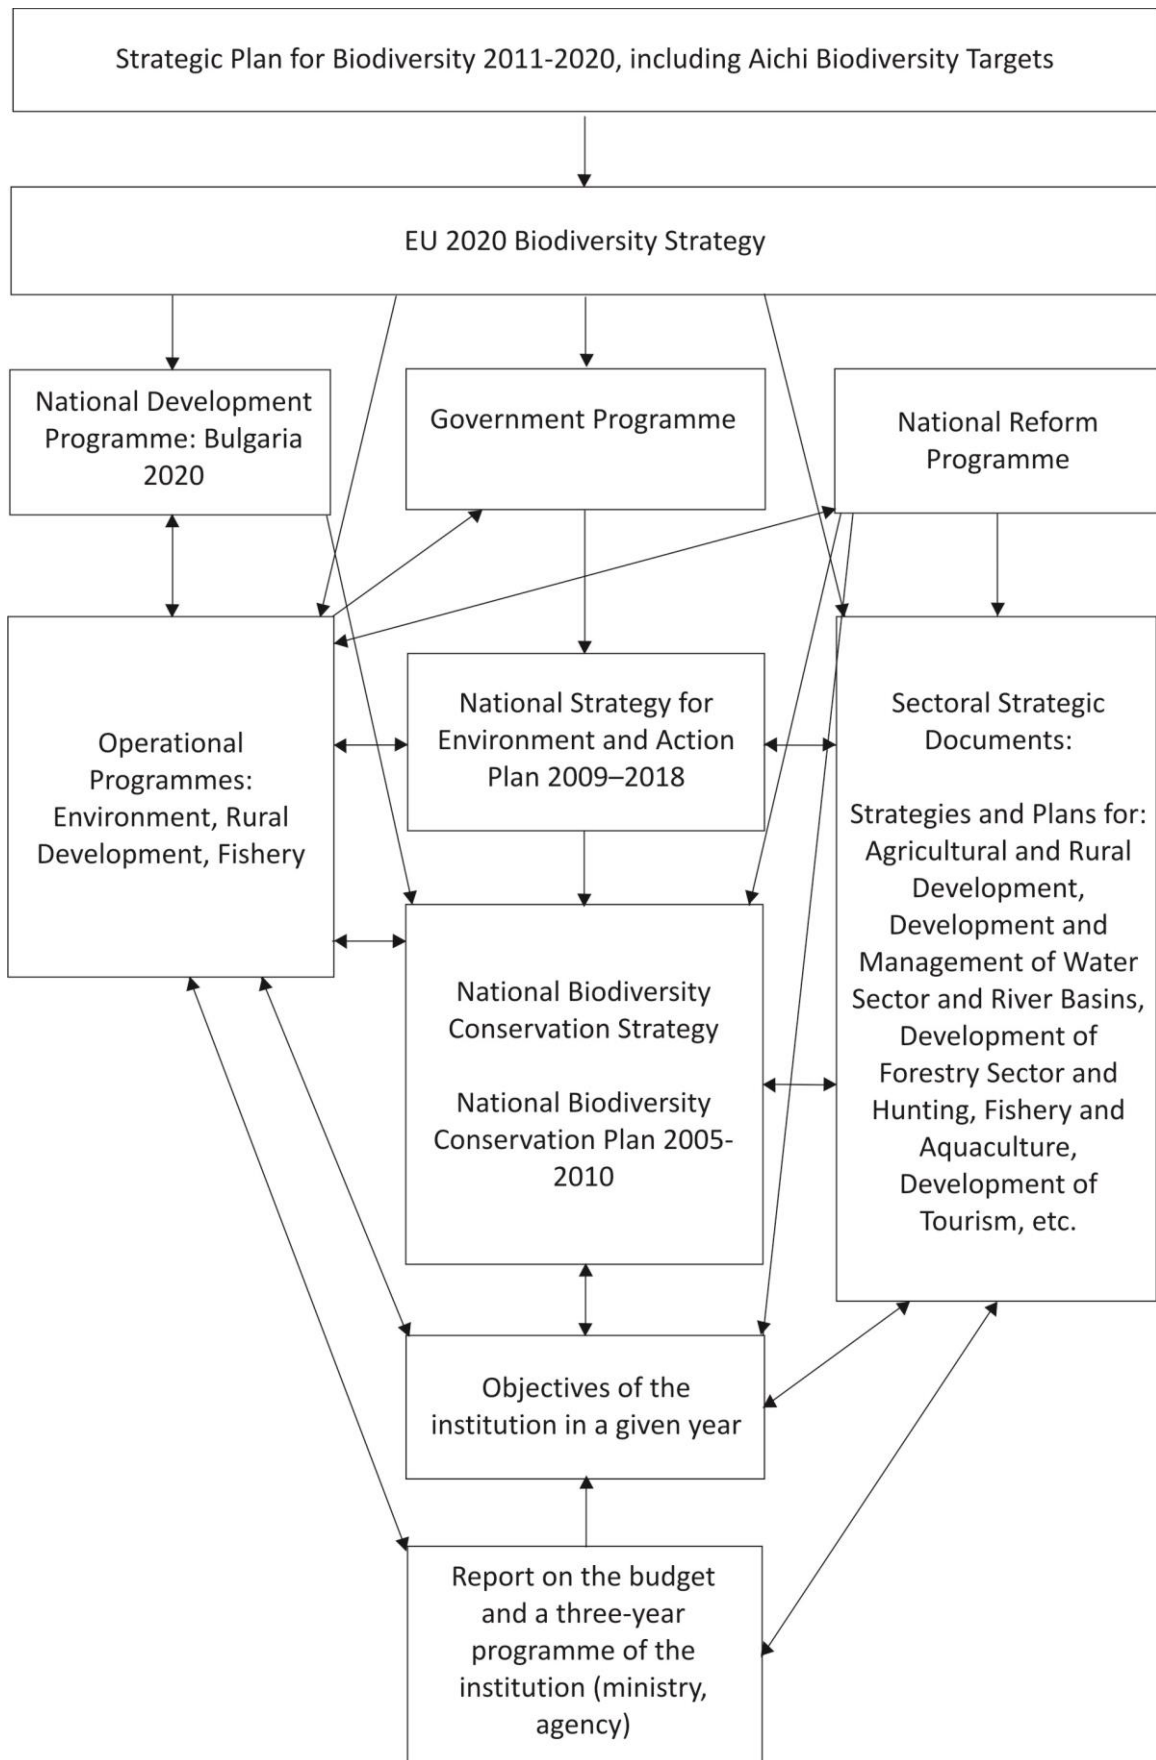 Strategic Plan for Biodiversity 2011-2020, including Aichi Biodiversity Targets
EU 2020 Biodiversity Strategy
National Development
Programme: Bulgaria
2020
Government Programme
National Reform
Programme
Operational
Programmes:
Environment, Rural
Development, Fishery
National Strategy for
Environment and Action
Plan 2009–2018
Sectoral Strategic
Documents:
Strategies and Plans for:
Agricultural and Rural
Development,
Development and
Management of Water
Sector and River Basins,
Development of
Forestry Sector and
Hunting, Fishery and
Aquaculture,
Development of
Tourism, etc.
National Biodiversity
Conservation Strategy
National Biodiversity
Conservation Plan 2005-
2010
Objectives of the
institution in a given year
Report on the budget
and a three-year
programme of the
institution (ministry,
agency)